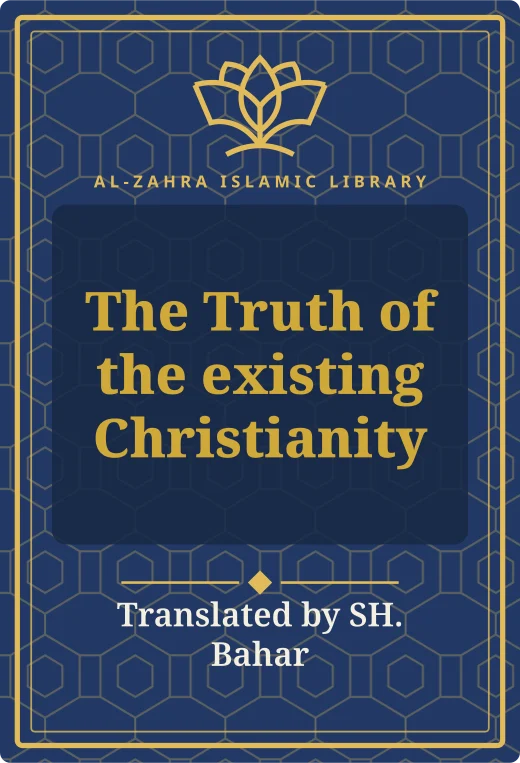 AL-ZAHRA ISLAMIC LIBRARY
The Truth of
the existing
Christianity
Translated by SH.
Bahar